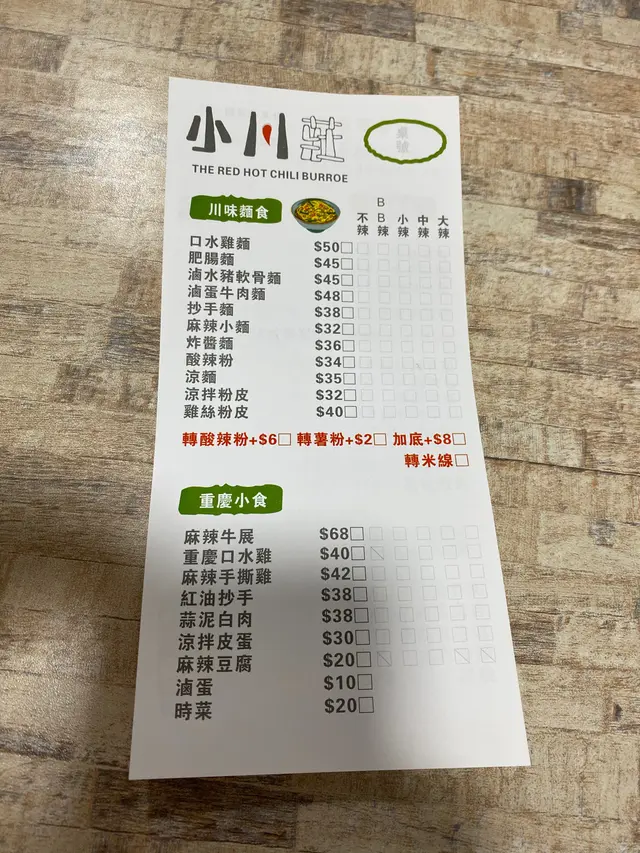 小川莊
THE RED HOT CHILI BURROE
川味麵食
不辣 BB辣 小辣 中辣 大辣
口水雞麵 $50□
肥腸麵 $45□
滷水豬軟骨麵 $45□
滷蛋牛肉麵 $48□
抄手麵 $38□
麻辣小麵 $32□
炸醬麵 $36□
酸辣粉 $34□
涼麵 $35□
涼拌粉皮 $32□
雞絲粉皮 $40□
轉酸辣粉+$6□ 轉薯粉+$2□ 加底+$8□
轉米線□
重慶小食
麻辣牛展 $68□
重慶口水雞 $40□
麻辣手撕雞 $42□
紅油抄手 $38□
蒜泥白肉 $38□
涼拌皮蛋 $30□
麻辣豆腐 $20□
滷蛋 $10□
時菜 $20□